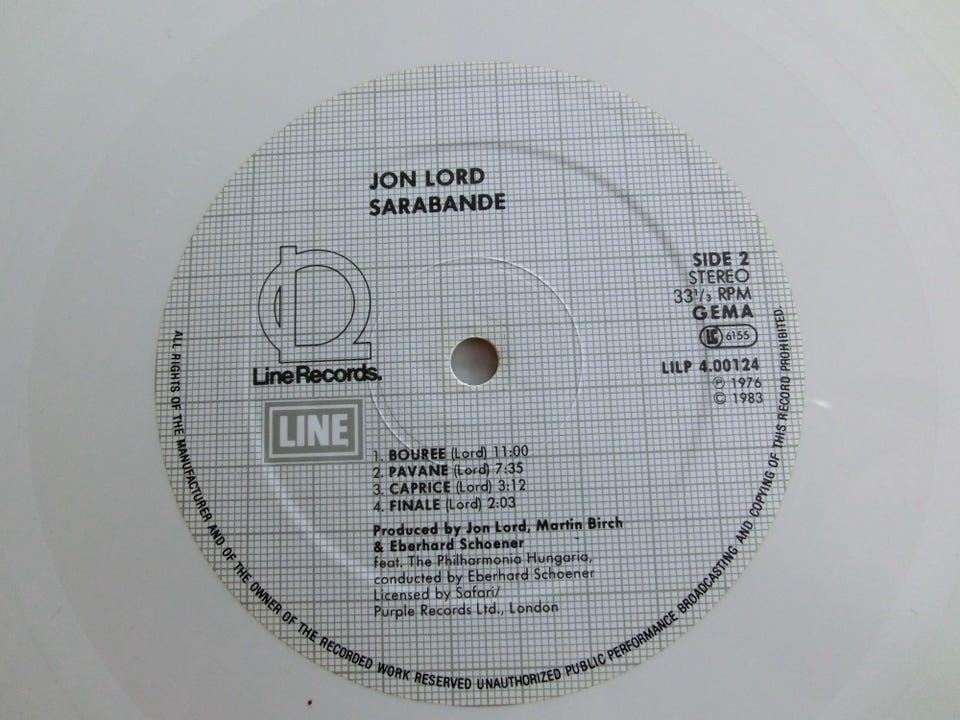 JON LORD
SARABANDE
SIDE 2
STEREO
33 1/3 RPM
GEMA
LC 6155
LILP 4.00124
℗ 1976
© 1983
Line Records.
LINE
1. BOUREE (Lord) 11:00
2. PAVANE (Lord) 7:35
3. CAPRICE (Lord) 3:12
4. FINALE (Lord) 2:03
Produced by Jon Lord, Martin Birch
& Eberhard Schoener
feat. The Philharmonia Hungaria,
conducted by Eberhard Schoener
Licensed by Safari/
Purple Records Ltd., London
ALL RIGHTS OF THE MANUFACTURER AND OF THE OWNER OF THE RECORDED WORK RESERVED UNAUTHORIZED PUBLIC PERFORMANCE BROADCASTING AND COPYING OF THIS RECORD PROHIBITED.